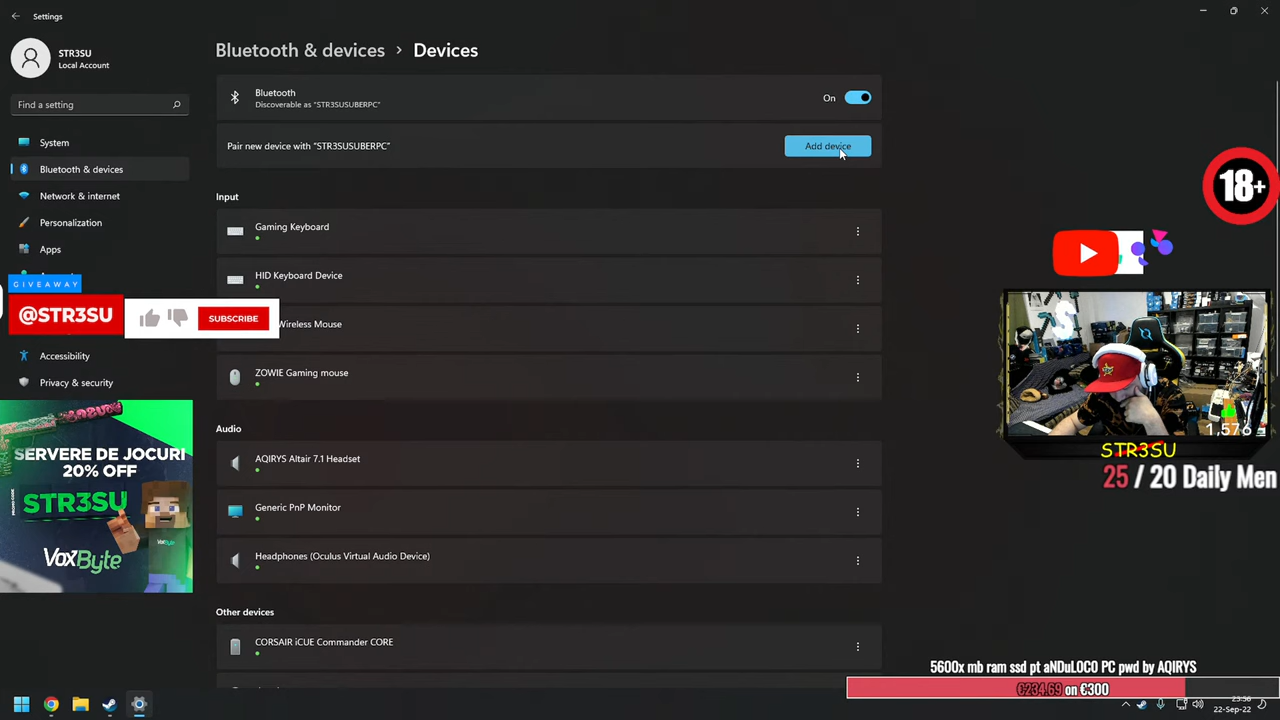 Settings
STR3SU
Local Account
Find a setting
System
Bluetooth & devices
Network & internet
Personalization
Apps
GIVEAWAY
@STR3SU
SUBSCRIBE
Accessibility
Privacy & security
SERVERE DE JOCURI
20% OFF
STR3SU
VoxByte
Bluetooth & devices > Devices
Bluetooth
Discoverable as "STR3SUSUBERPC"
On
Pair new device with "STR3SUSUBERPC"
Add device
Input
Gaming Keyboard
HID Keyboard Device
Wireless Mouse
ZOWIE Gaming mouse
Audio
AQIRYS Altair 7.1 Headset
Generic PnP Monitor
Headphones (Oculus Virtual Audio Device)
Other devices
CORSAIR iCUE Commander CORE
18+
1,576
STR3SU
25 / 20 Daily Men
5600x mb ram ssd pt aNDuLOCO PC pwd by AQIRYS
€234.69 on €300
22-Sep-22